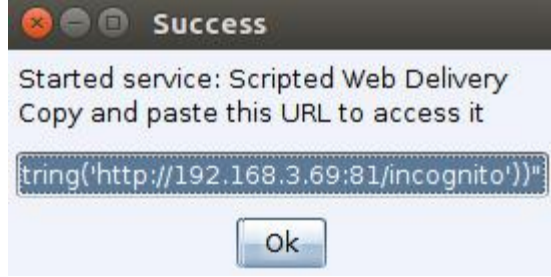 Success
Started service: Scripted Web Delivery
Copy and paste this URL to access it
tring('http://192.168.3.69:81/incognito'))"
Ok